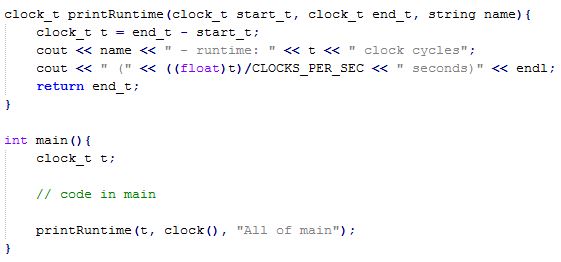 clock_t printRuntime(clock_t start_t, clock_t end_t, string name){
    clock_t t = end_t - start_t;
    cout << name << " - runtime: " << t << " clock cycles";
    cout << " (" << ((float)t)/CLOCKS_PER_SEC << " seconds)" << endl;
    return end_t;
}

int main(){
    clock_t t;

    // code in main

    printRuntime(t, clock(), "All of main");
}